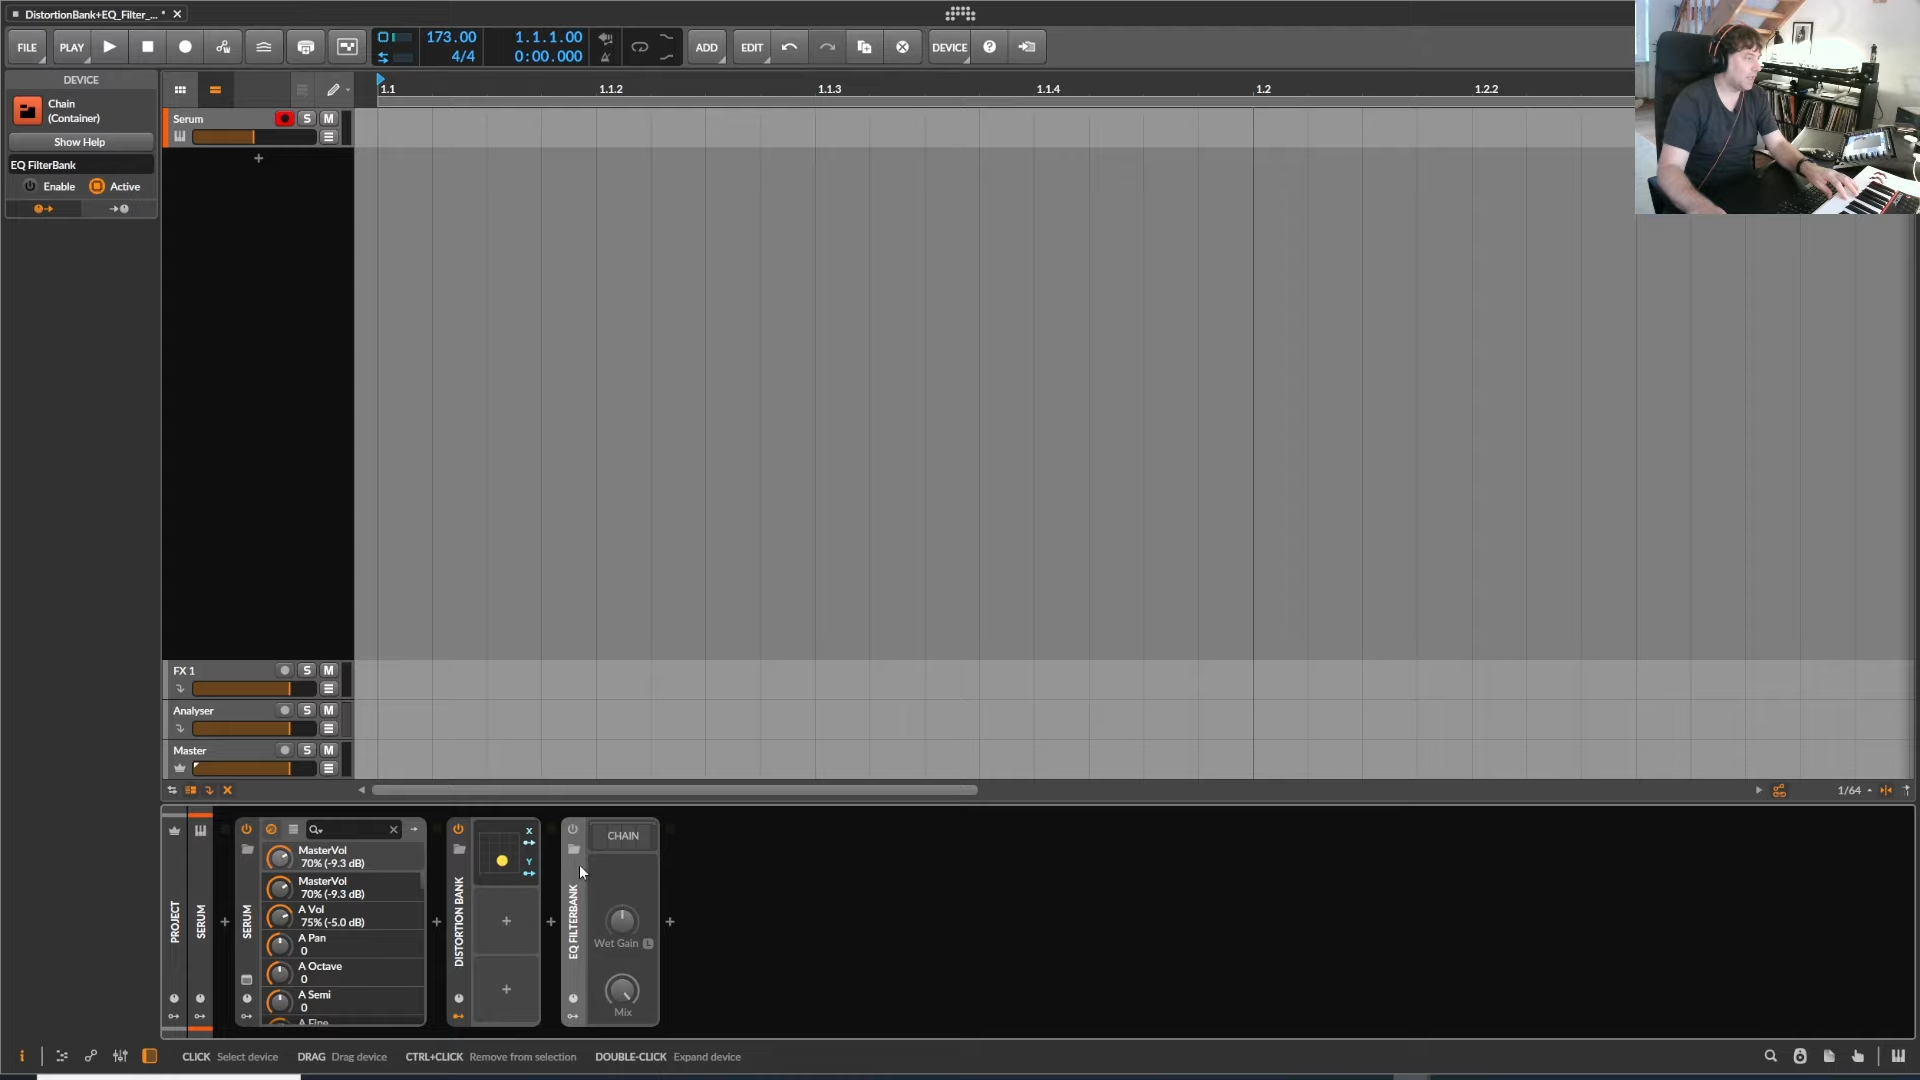 DistortionBank+EQ_Filter_... *
FILE
PLAY
173.00
4/4
1.1.1.00
0:00.000
ADD
EDIT
DEVICE
DEVICE
Chain
(Container)
Show Help
EQ FilterBank
Enable
Active
1.1
1.1.2
1.1.3
1.1.4
1.2
1.2.2
Serum
S
M
FX 1
S
M
Analyser
S
M
Master
S
M
1/64
PROJECT
SERUM
SERUM
MasterVol
70% (-9.3 dB)
MasterVol
70% (-9.3 dB)
A Vol
75% (-5.0 dB)
A Pan
0
A Octave
0
A Semi
0
A Fine
DISTORTION BANK
X
Y
EQ FILTERBANK
CHAIN
Wet Gain
L
Mix
CLICK Select device
DRAG Drag device
CTRL+CLICK Remove from selection
DOUBLE-CLICK Expand device